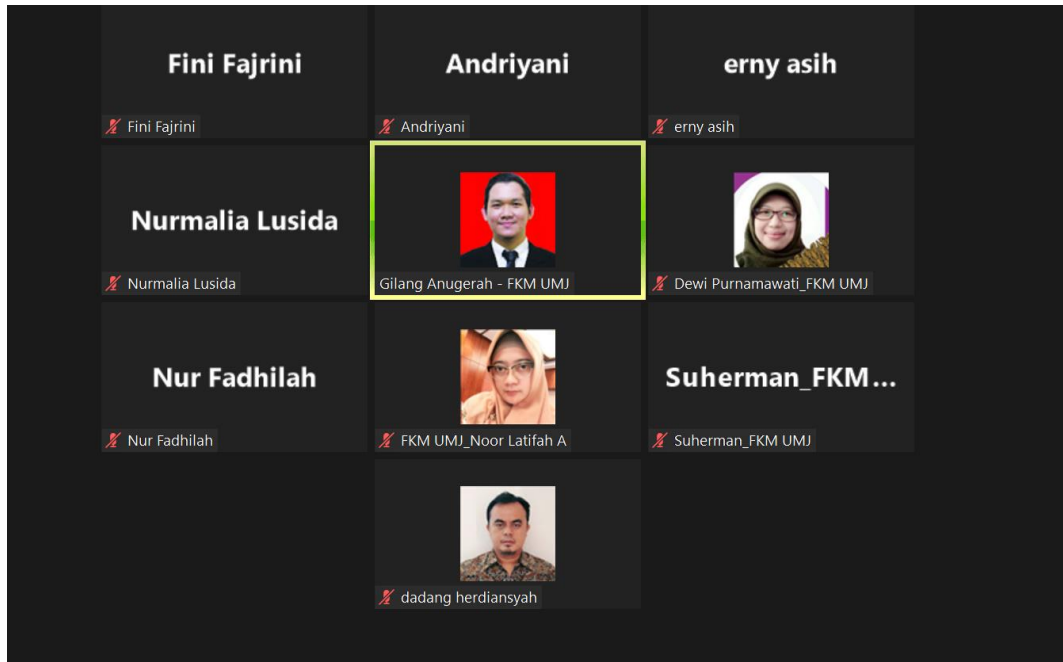 Fini Fajrini
Fini Fajrini
Andriyani
Andriyani
erny asih
erny asih
Nurmalia Lusida
Nurmalia Lusida
Gilang Anugerah - FKM UMJ
Dewi Purnamawati_FKM UMJ
Nur Fadhilah
Nur Fadhilah
FKM UMJ_Noor Latifah A
Suherman_FKM...
Suherman_FKM UMJ
dadang herdiansyah